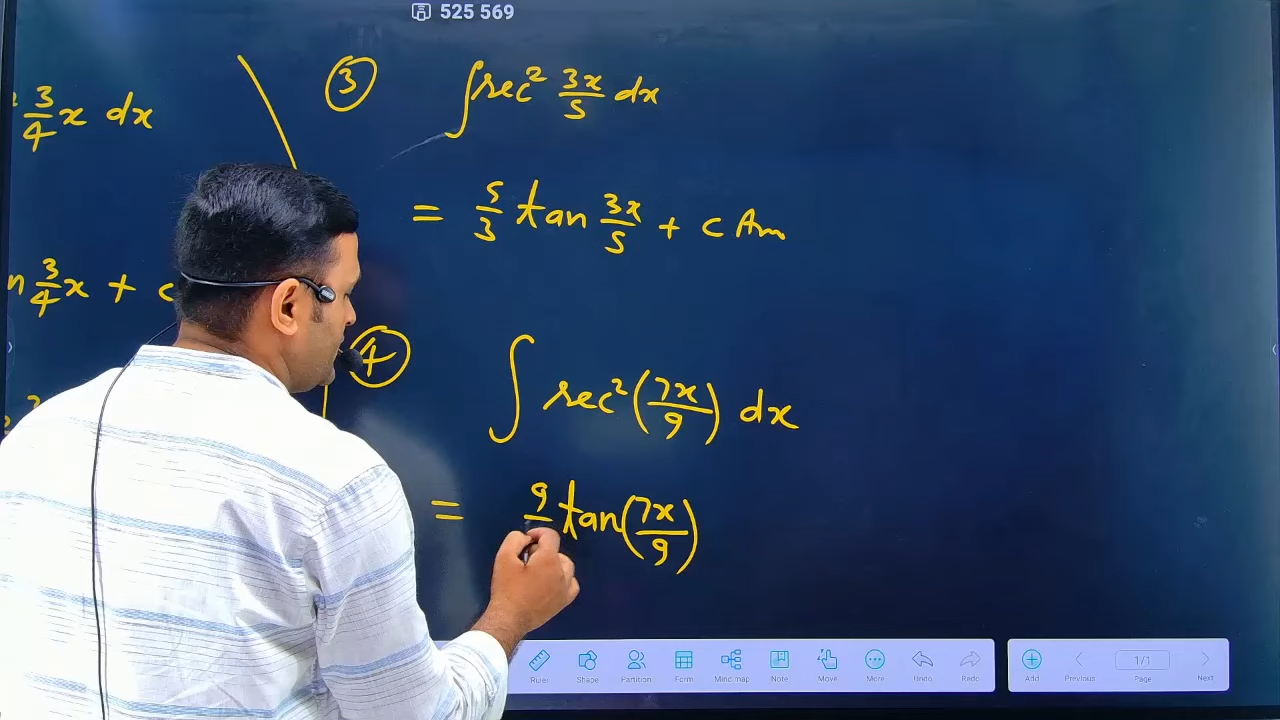 525 569
3/4 x dx
n 3/4 x + c
③ ∫sec² 3x/5 dx
= 5/3 tan 3x/5 + c Ans
④ ∫ sec² (7x/9) dx
= 9/ tan(7x/9)
Ruler Shape Partition Form Mind map Note Move More Undo Redo Add Previous 1/1 Page Next